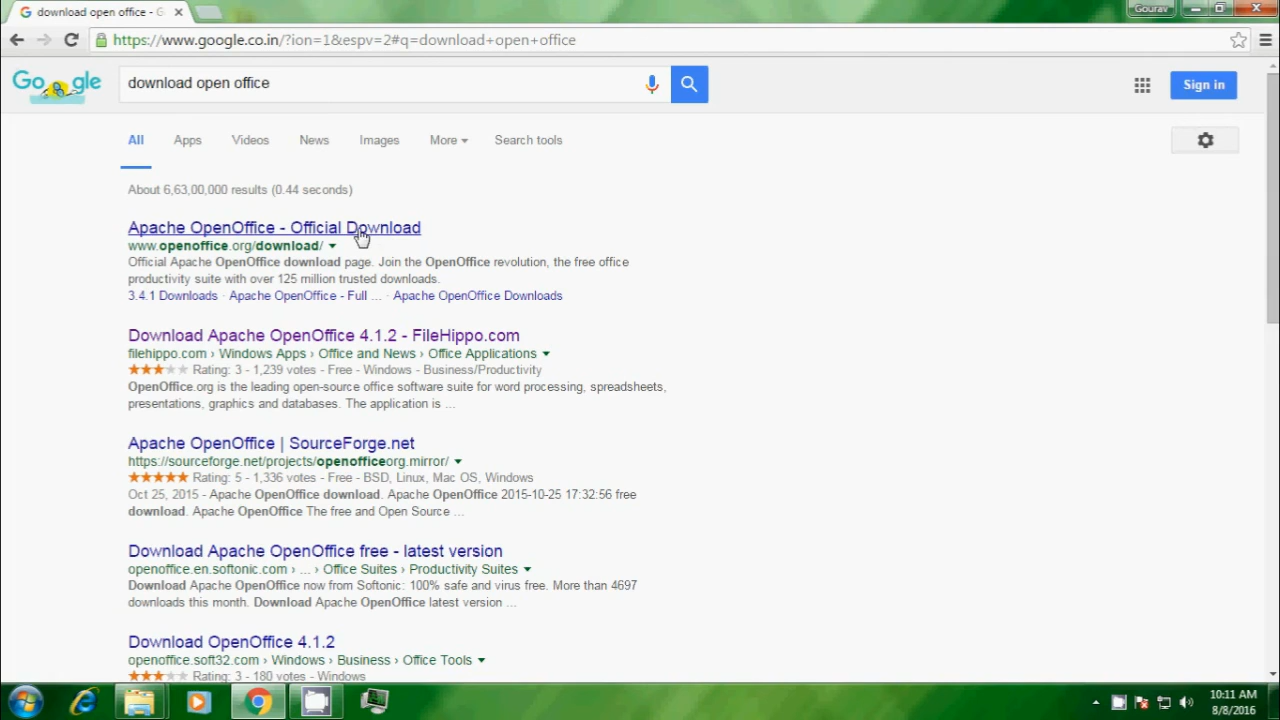 download open office - G
Gourav
https://www.google.co.in/?ion=1&espv=2#q=download+open+office
Google
download open office
Sign in
All Apps Videos News Images More Search tools
About 6,63,00,000 results (0.44 seconds)
Apache OpenOffice - Official Download
www.openoffice.org/download/
Official Apache OpenOffice download page. Join the OpenOffice revolution, the free office
productivity suite with over 125 million trusted downloads.
3.4.1 Downloads · Apache OpenOffice - Full ... · Apache OpenOffice Downloads
Download Apache OpenOffice 4.1.2 - FileHippo.com
filehippo.com › Windows Apps › Office and News › Office Applications
Rating: 3 - 1,239 votes - Free - Windows - Business/Productivity
OpenOffice.org is the leading open-source office software suite for word processing, spreadsheets,
presentations, graphics and databases. The application is ...
Apache OpenOffice | SourceForge.net
https://sourceforge.net/projects/openofficeorg.mirror/
Rating: 5 - 1,336 votes - Free - BSD, Linux, Mac OS, Windows
Oct 25, 2015 - Apache OpenOffice download. Apache OpenOffice 2015-10-25 17:32:56 free
download. Apache OpenOffice The free and Open Source ...
Download Apache OpenOffice free - latest version
openoffice.en.softonic.com › ... › Office Suites › Productivity Suites
Download Apache OpenOffice now from Softonic: 100% safe and virus free. More than 4697
downloads this month. Download Apache OpenOffice latest version ...
Download OpenOffice 4.1.2
openoffice.soft32.com › Windows › Business › Office Tools
Rating: 3 - 180 votes - Windows
10:11 AM
8/8/2016